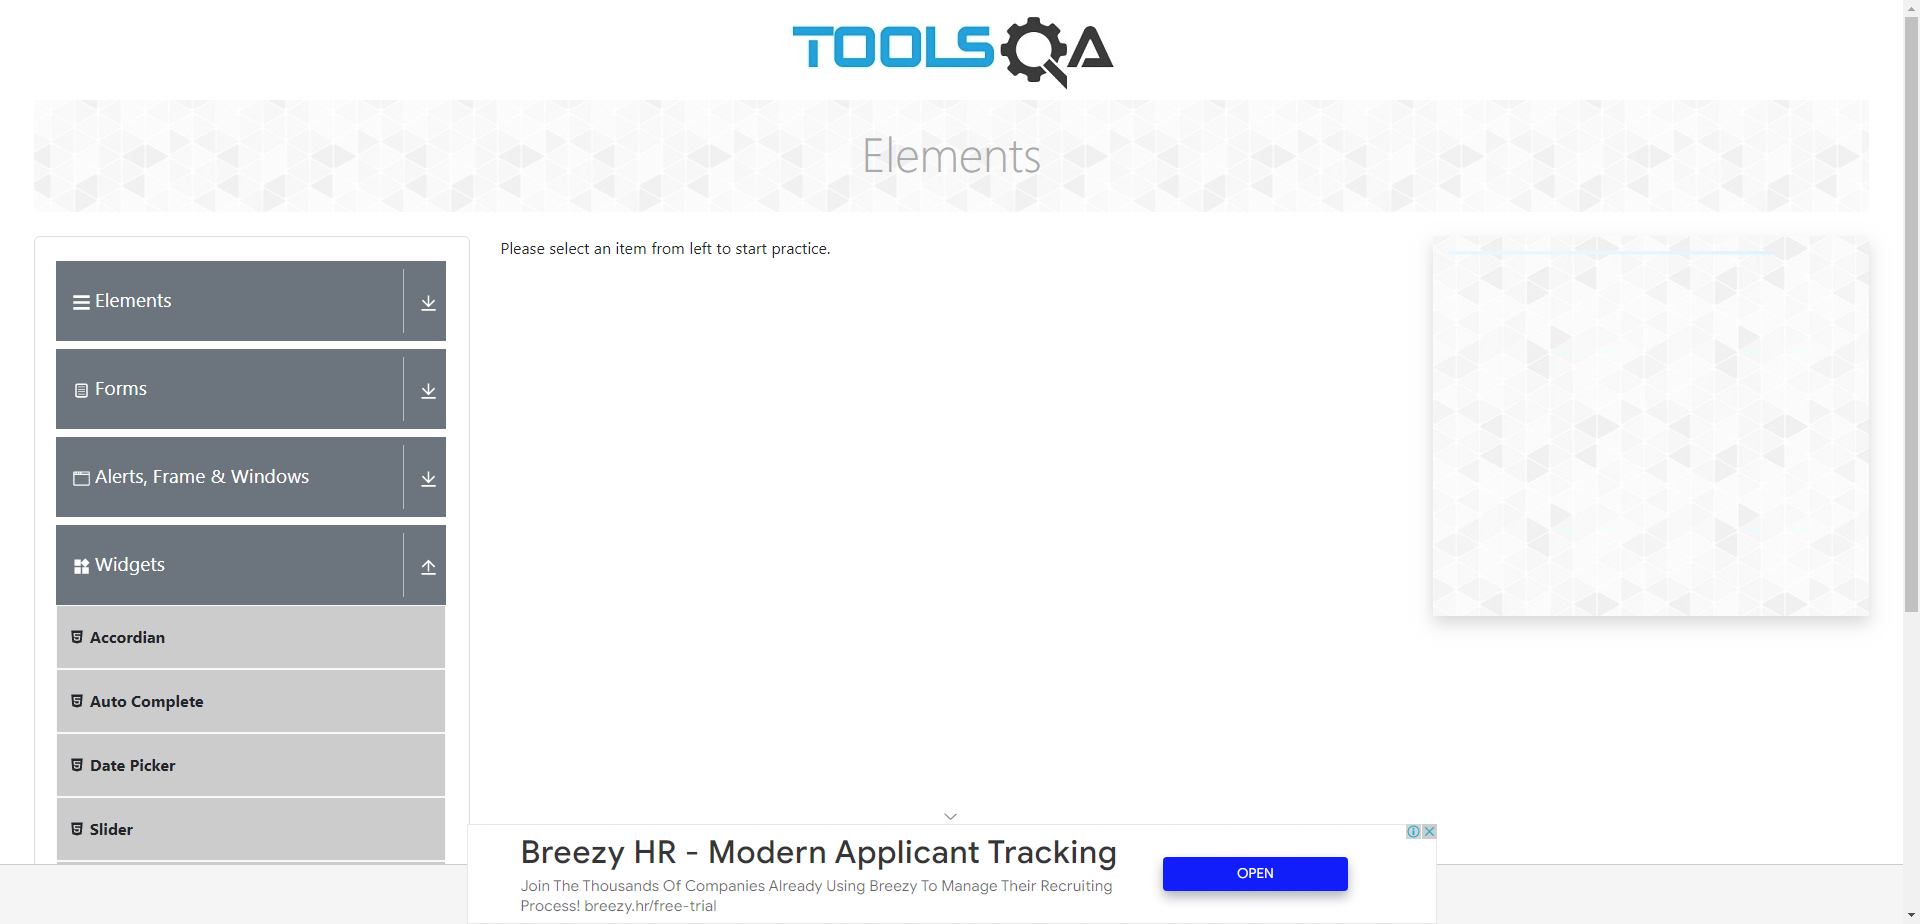 TOOLSQA
Elements
Elements
Forms
Alerts, Frame & Windows
Widgets
Accordian
Auto Complete
Date Picker
Slider
Please select an item from left to start practice.
Breezy HR - Modern Applicant Tracking
Join The Thousands Of Companies Already Using Breezy To Manage Their Recruiting
Process! breezy.hr/free-trial
OPEN